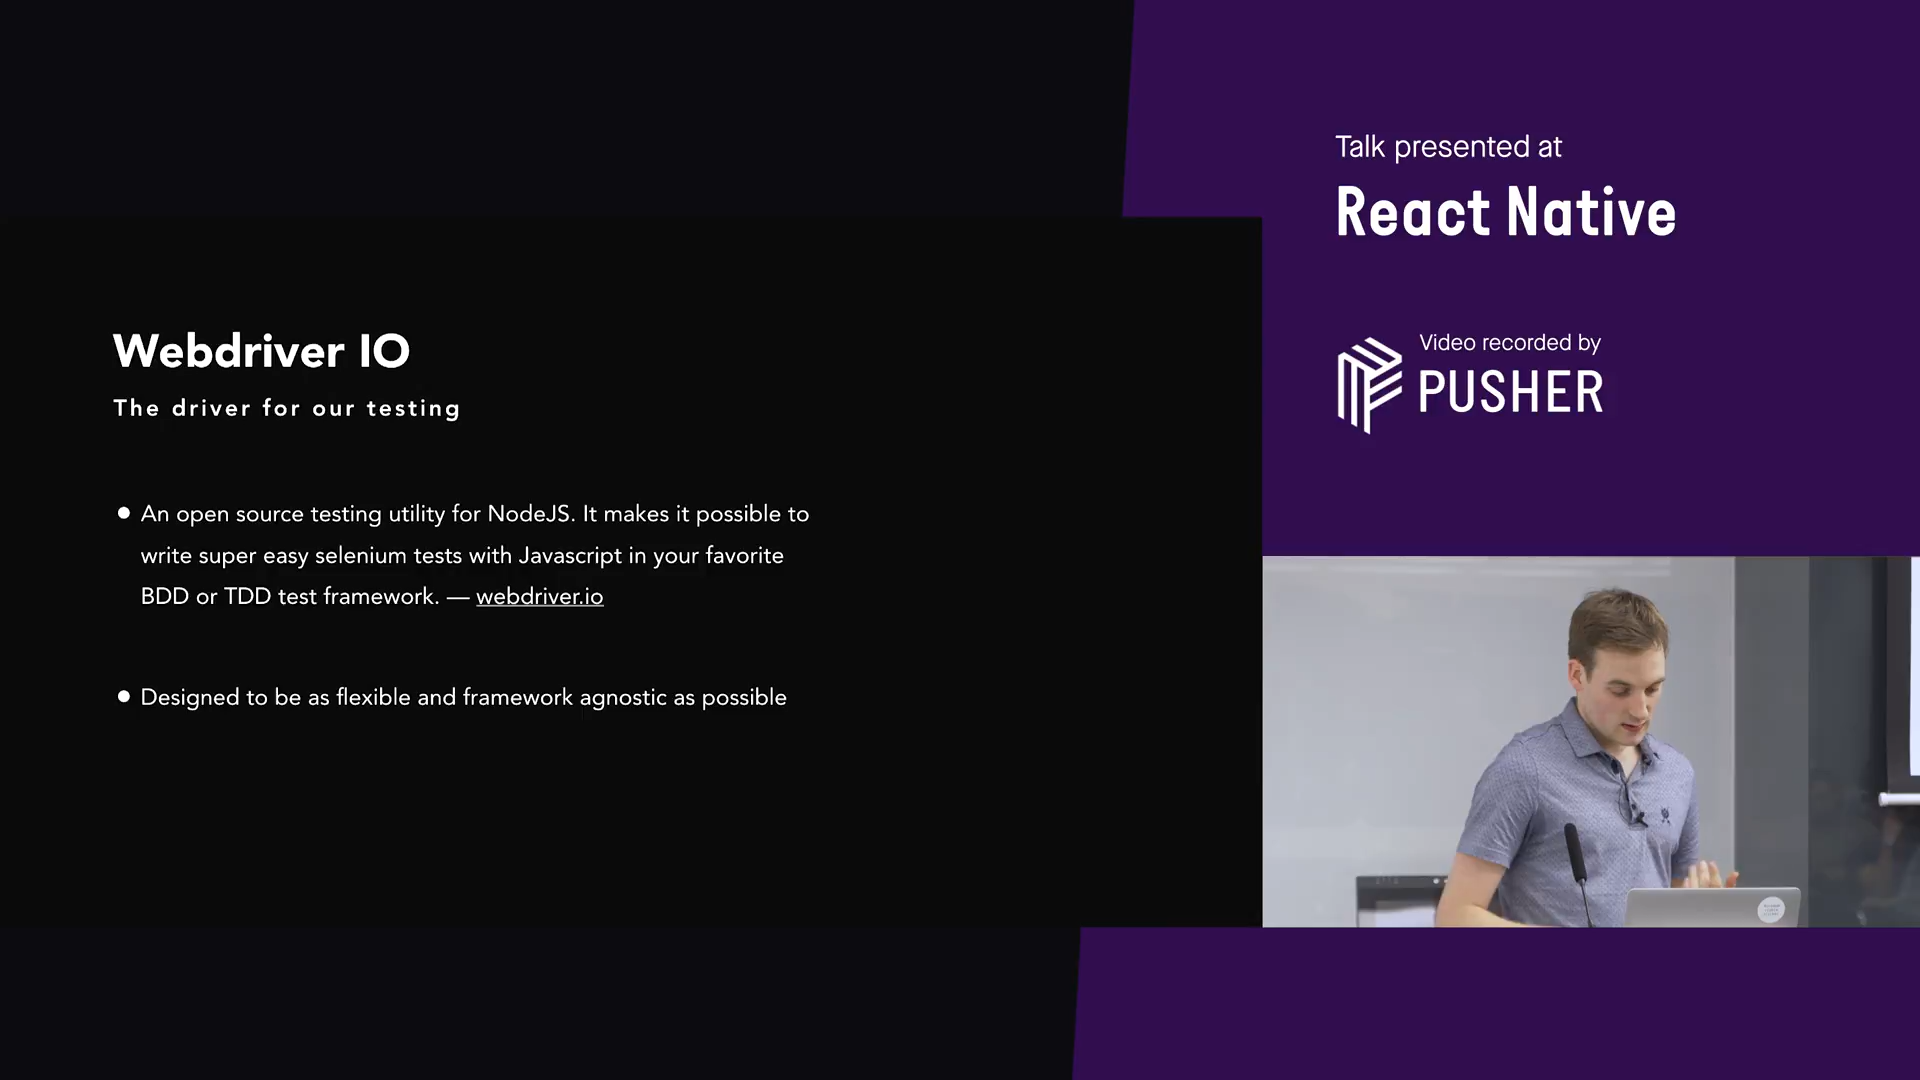 Talk presented at
React Native
Video recorded by
PUSHER
Webdriver IO
The driver for our testing
An open source testing utility for NodeJS. It makes it possible to
write super easy selenium tests with Javascript in your favorite
BDD or TDD test framework. — webdriver.io
Designed to be as flexible and framework agnostic as possible